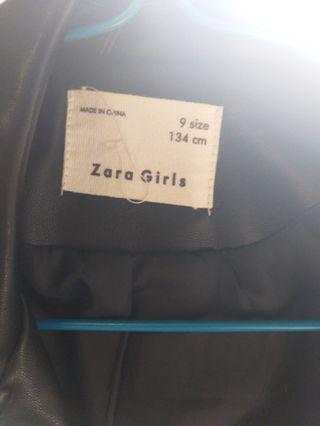 MADE IN CHINA
9 size
134 cm
Zara Girls